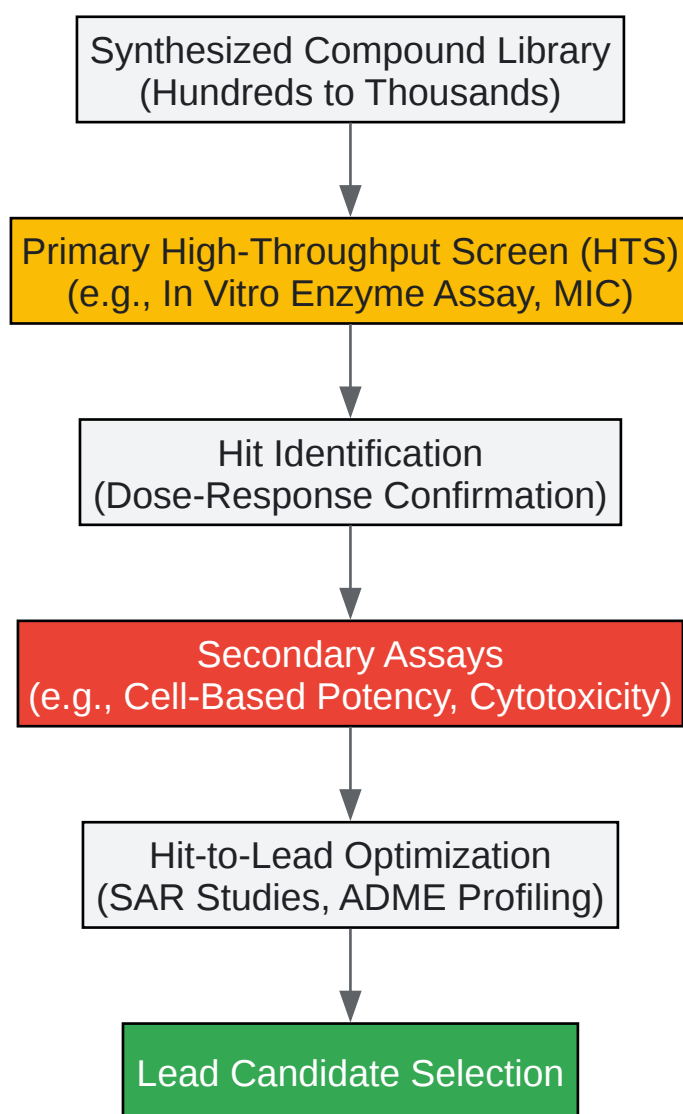 Synthesized Compound Library
(Hundreds to Thousands)
Primary High-Throughput Screen (HTS)
(e.g., In Vitro Enzyme Assay, MIC)
Hit Identification
(Dose-Response Confirmation)
Secondary Assays
(e.g., Cell-Based Potency, Cytotoxicity)
Hit-to-Lead Optimization
(SAR Studies, ADME Profiling)
Lead Candidate Selection